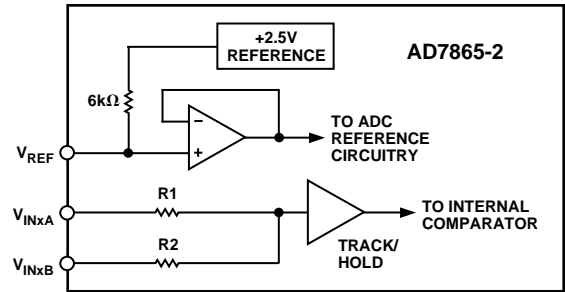 +2.5V
REFERENCE
AD7865-2
6kΩ
−
+
TO ADC
REFERENCE
CIRCUITRY
VREF
R1
VINxA
TO INTERNAL
COMPARATOR
R2
TRACK/
HOLD
VINxB